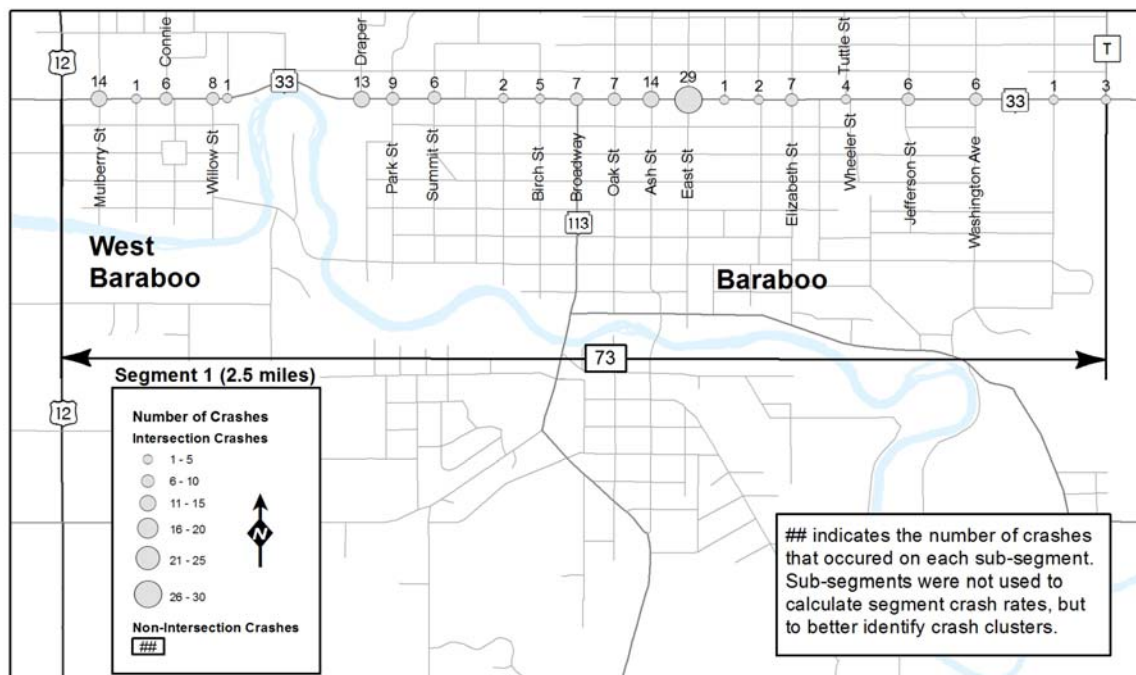 12
Connie
Draper
Tuttle St
T
14
1
6
8
1
33
13
9
6
2
5
7
7
14
29
1
2
7
4
6
6
33
1
3
Mulberry St
Willow St
Park St
Summit St
Birch St
Broadway
Oak St
Ash St
East St
Elizabeth St
Wheeler St
Jefferson St
Washington Ave
113
West
Baraboo
Baraboo
73
Segment 1 (2.5 miles)
12
Number of Crashes
Intersection Crashes
1 - 5
6 - 10
11 - 15
16 - 20
21 - 25
26 - 30
Non-Intersection Crashes
##
N
## indicates the number of crashes
that occured on each sub-segment.
Sub-segments were not used to
calculate segment crash rates, but
to better identify crash clusters.